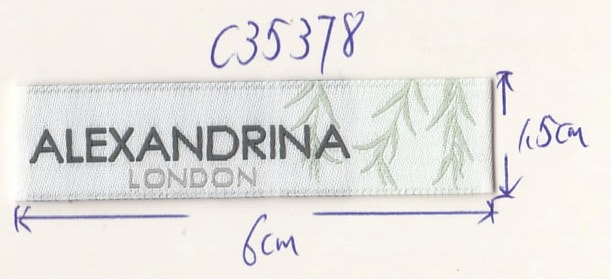 C35378
ALEXANDRINA
LONDON
1.5cm
6cm